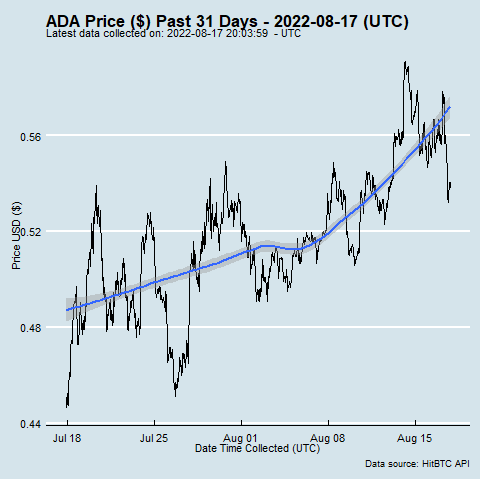 ADA Price ($) Past 31 Days - 2022-08-17 (UTC)
Latest data collected on: 2022-08-17 20:03:59 - UTC
Price USD ($)
0.56
0.52
0.48
0.44
Jul 18
Jul 25
Aug 01
Aug 08
Aug 15
Date Time Collected (UTC)
Data source: HitBTC API